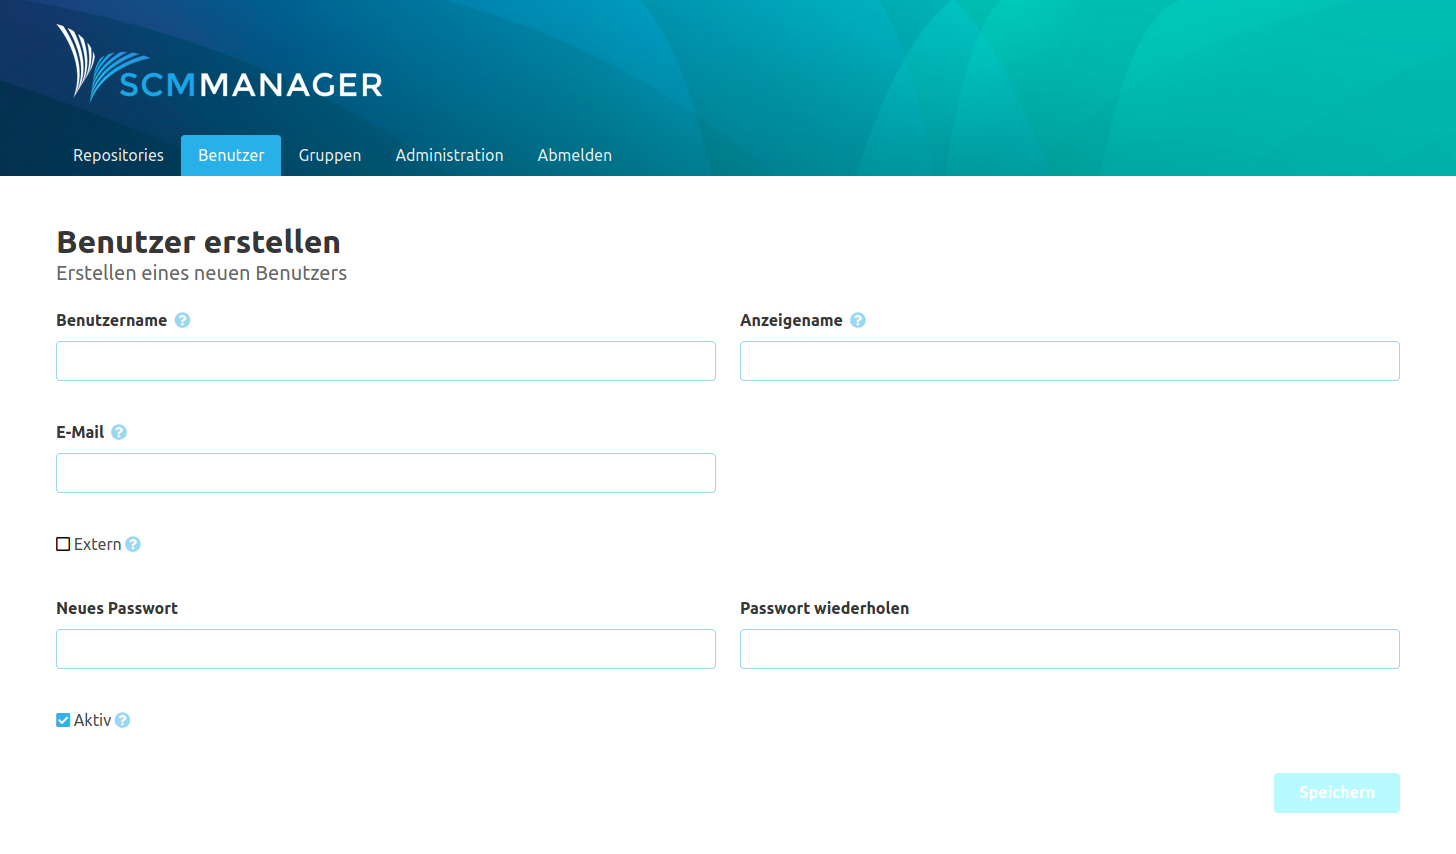 SCMMANAGER
Repositories Benutzer Gruppen Administration Abmelden
Benutzer erstellen
Erstellen eines neuen Benutzers
Benutzername ? Anzeigename ?
E-Mail ?
Extern ?
Neues Passwort Passwort wiederholen
Aktiv ?
Speichern